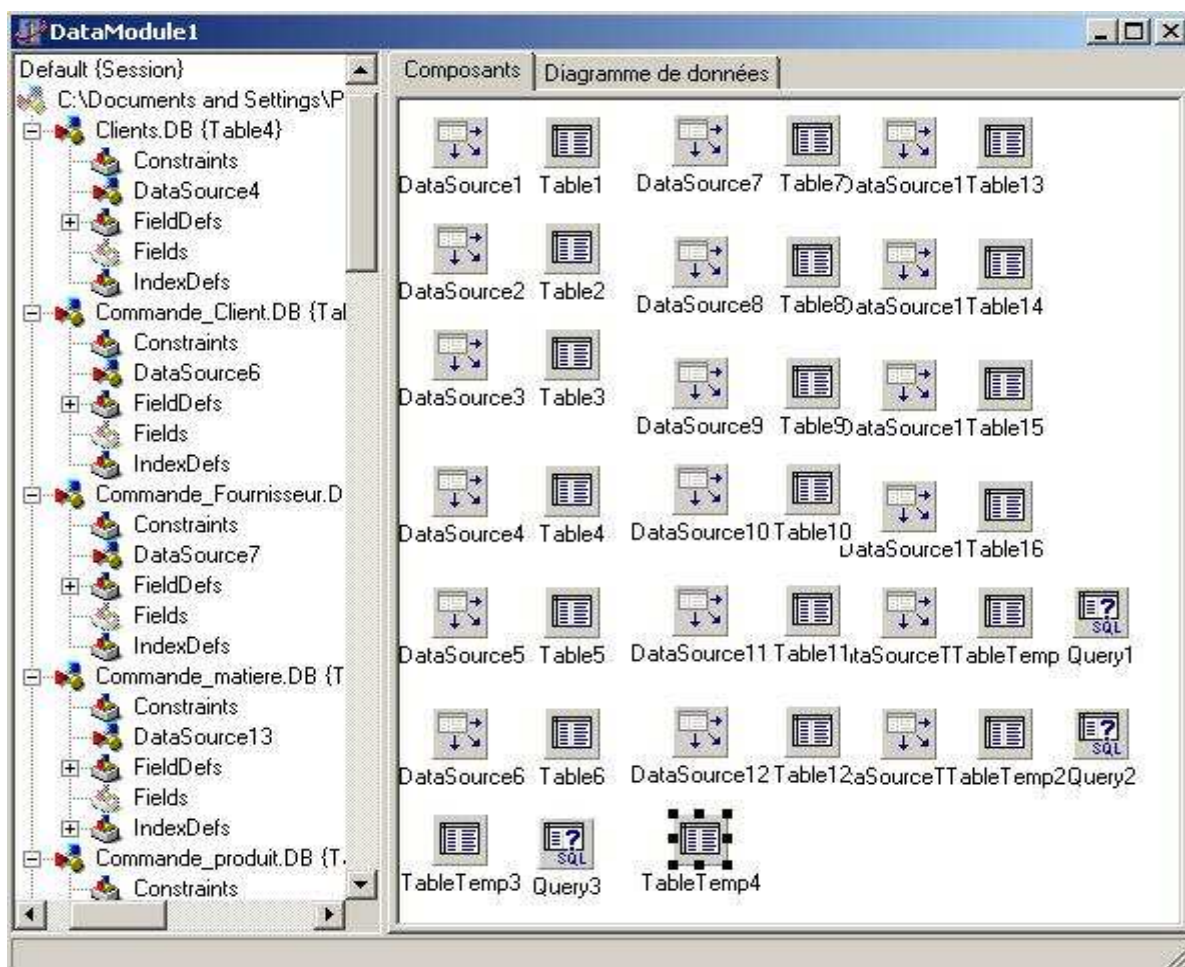 DataModule1
Default {Session}
C:\Documents and Settings\P
Clients.DB {Table4}
Constraints
DataSource4
FieldDefs
Fields
IndexDefs
Commande_Client.DB {Tal
Constraints
DataSource6
FieldDefs
Fields
IndexDefs
Commande_Fournisseur.D
Constraints
DataSource7
FieldDefs
Fields
IndexDefs
Commande_matiere.DB {T
Constraints
DataSource13
FieldDefs
Fields
IndexDefs
Commande_produit.DB {T
Constraints
Composants Diagramme de données
DataSource1 Table1 DataSource7 Table7 DataSource1 Table13
DataSource2 Table2 DataSource8 Table8 DataSource1 Table14
DataSource3 Table3 DataSource9 Table9 DataSource1 Table15
DataSource4 Table4 DataSource10 Table10 DataSource1 Table16
DataSource5 Table5 DataSource11 Table11 taSourceT TableTemp Query1
DataSource6 Table6 DataSource12 Table12 aSourceT TableTemp2 Query2
TableTemp3 Query3 TableTemp4